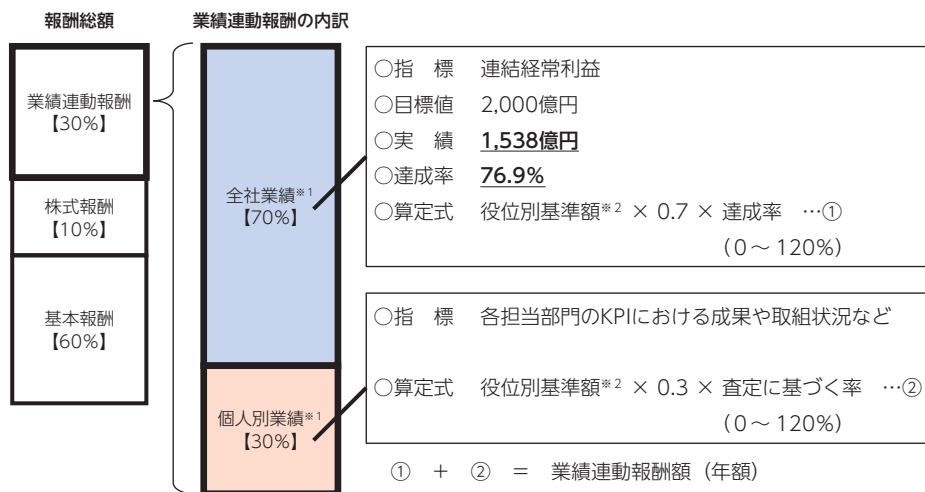 報酬総額
業績連動報酬の内訳
業績連動報酬
【30%】
株式報酬
【10%】
基本報酬
【60%】
全社業績※1
【70%】
個人別業績※1
【30%】
○指　標　連結経常利益
○目標値　2,000億円
○実　績　1,538億円
○達成率　76.9%
○算定式　役位別基準額※2 × 0.7 × 達成率　…①
（0～120%）
○指　標　各担当部門のKPIにおける成果や取組状況など
○算定式　役位別基準額※2 × 0.3 × 査定に基づく率　…②
（0～120%）
①　+　②　=　業績連動報酬額（年額）